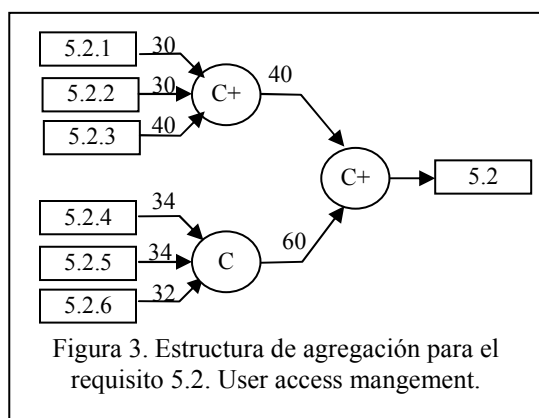 5.2.1 30
5.2.2 30
5.2.3 40
C+ 40
C+ 5.2
5.2.4 34
5.2.5 34
5.2.6 32
C 60
Figura 3. Estructura de agregación para el
requisito 5.2. User access mangement.